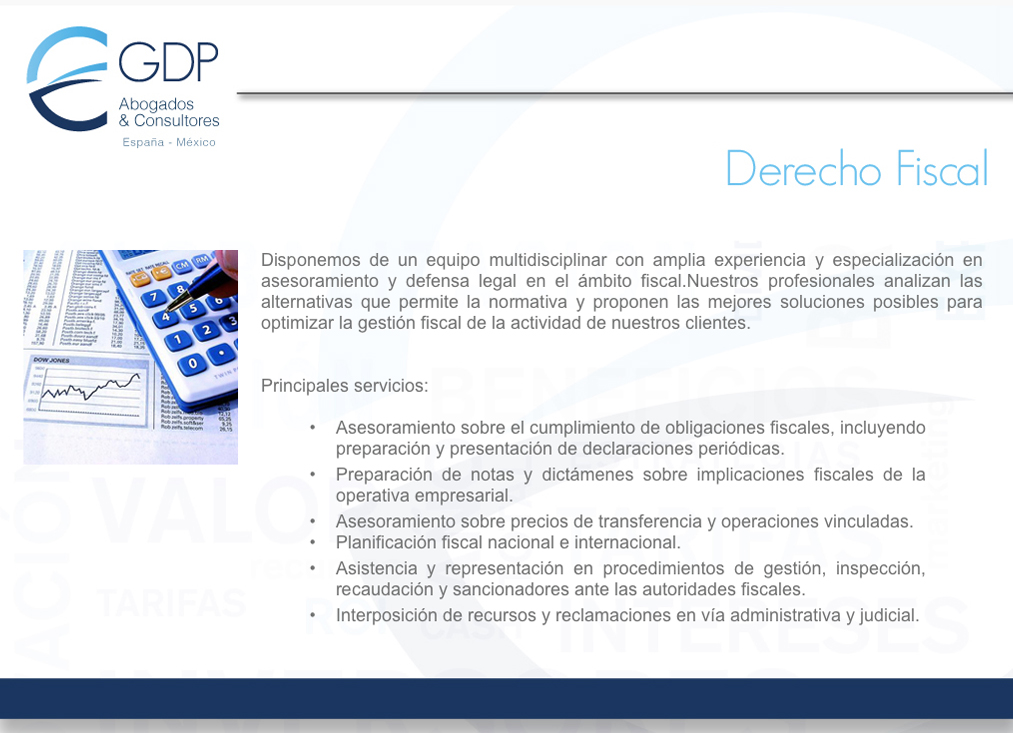 GDP
Abogados
& Consultores
España - México
Derecho Fiscal
Disponemos de un equipo multidisciplinar con amplia experiencia y especialización en
asesoramiento y defensa legal en el ámbito fiscal.Nuestros profesionales analizan las
alternativas que permite la normativa y proponen las mejores soluciones posibles para
optimizar la gestión fiscal de la actividad de nuestros clientes.
DOW JONES
Principales servicios:
• Asesoramiento sobre el cumplimiento de obligaciones fiscales, incluyendo
preparación y presentación de declaraciones periódicas.
• Preparación de notas y dictámenes sobre implicaciones fiscales de la
operativa empresarial.
• Asesoramiento sobre precios de transferencia y operaciones vinculadas.
• Planificación fiscal nacional e internacional.
• Asistencia y representación en procedimientos de gestión, inspección,
recaudación y sancionadores ante las autoridades fiscales.
• Interposición de recursos y reclamaciones en vía administrativa y judicial.
TARIFAS
INTERESES
marketing